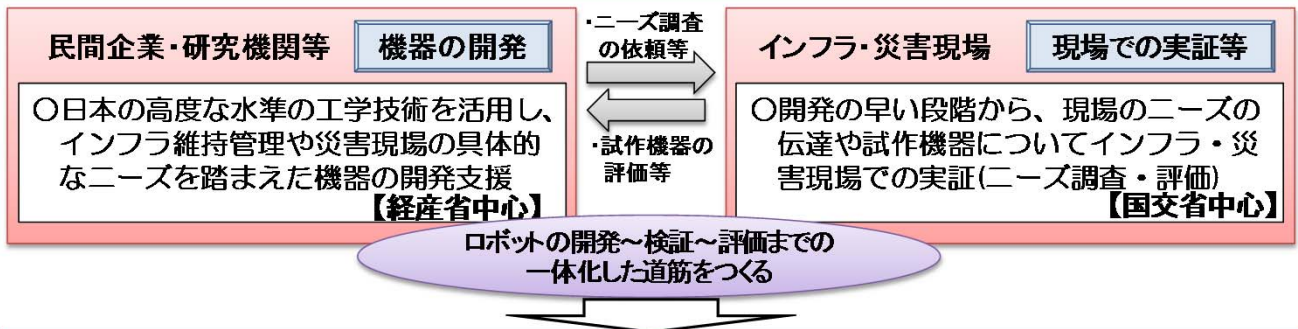 民間企業・研究機関等
機器の開発
〇日本の高度な水準の工学技術を活用し、
インフラ維持管理や災害現場の具体的
なニーズを踏まえた機器の開発支援
【経産省中心】
・ニーズ調査
の依頼等
・試作機器の
評価等
インフラ・災害現場
現場での実証等
〇開発の早い段階から、現場のニーズの
伝達や試作機器についてインフラ・災
害現場での実証(ニーズ調査・評価)
【国交省中心】
ロボットの開発～検証～評価までの
一体化した道筋をつくる